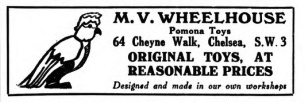 M. V. WHEELHOUSE
Pomona Toys
64 Cheyne Walk, Chelsea, S.W. 3
ORIGINAL TOYS, AT
REASONABLE PRICES
Designed and made in our own workshops